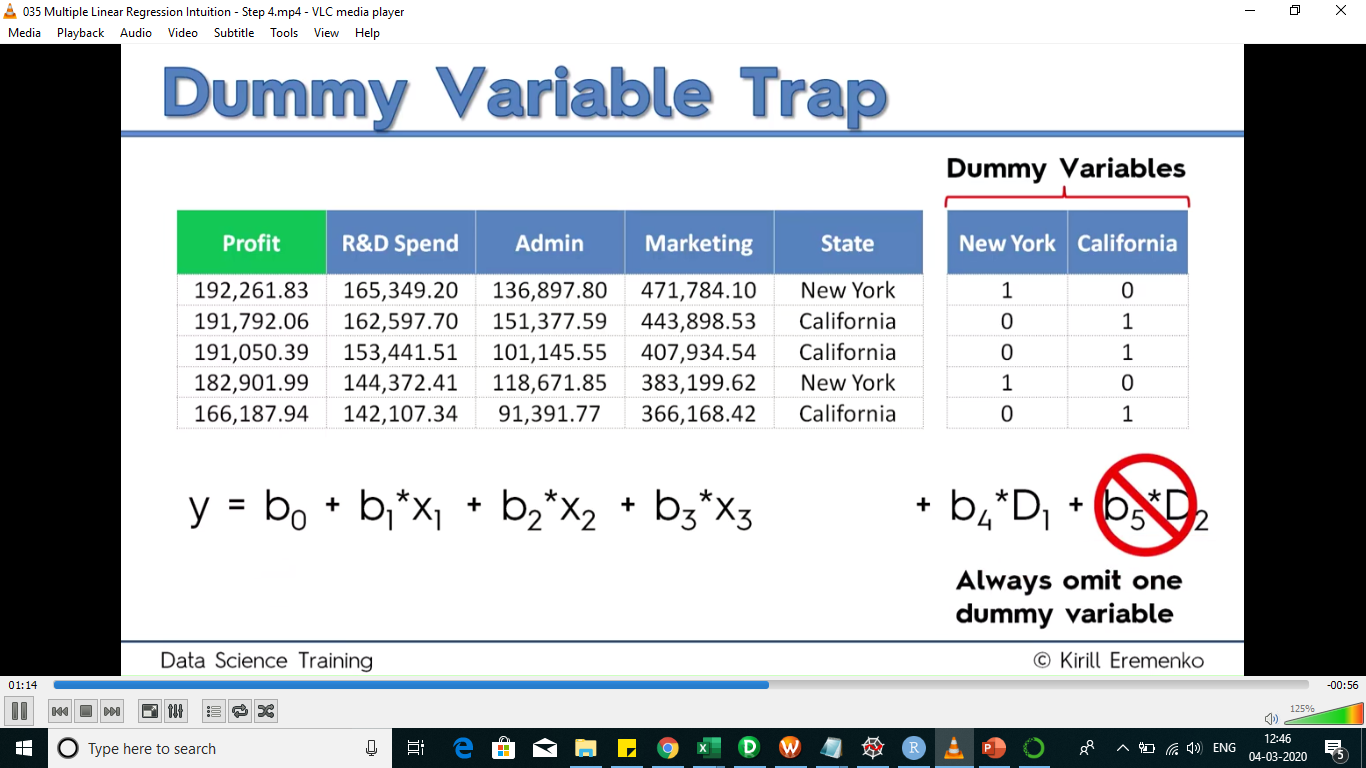 035 Multiple Linear Regression Intuition - Step 4.mp4 - VLC media player
Media Playback Audio Video Subtitle Tools View Help
Dummy Variable Trap
Dummy Variables
Profit R&D Spend Admin Marketing State New York California
192,261.83 165,349.20 136,897.80 471,784.10 New York 1 0
191,792.06 162,597.70 151,377.59 443,898.53 California 0 1
191,050.39 153,441.51 101,145.55 407,934.54 California 0 1
182,901.99 144,372.41 118,671.85 383,199.62 New York 1 0
166,187.94 142,107.34 91,391.77 366,168.42 California 0 1
y = b₀ + b₁*x₁ + b₂*x₂ + b₃*x₃ + b₄*D₁ + b₅*D₂
Always omit one
dummy variable
Data Science Training © Kirill Eremenko
01:14 -00:56
125%
Type here to search ENG 12:46
04-03-2020 5